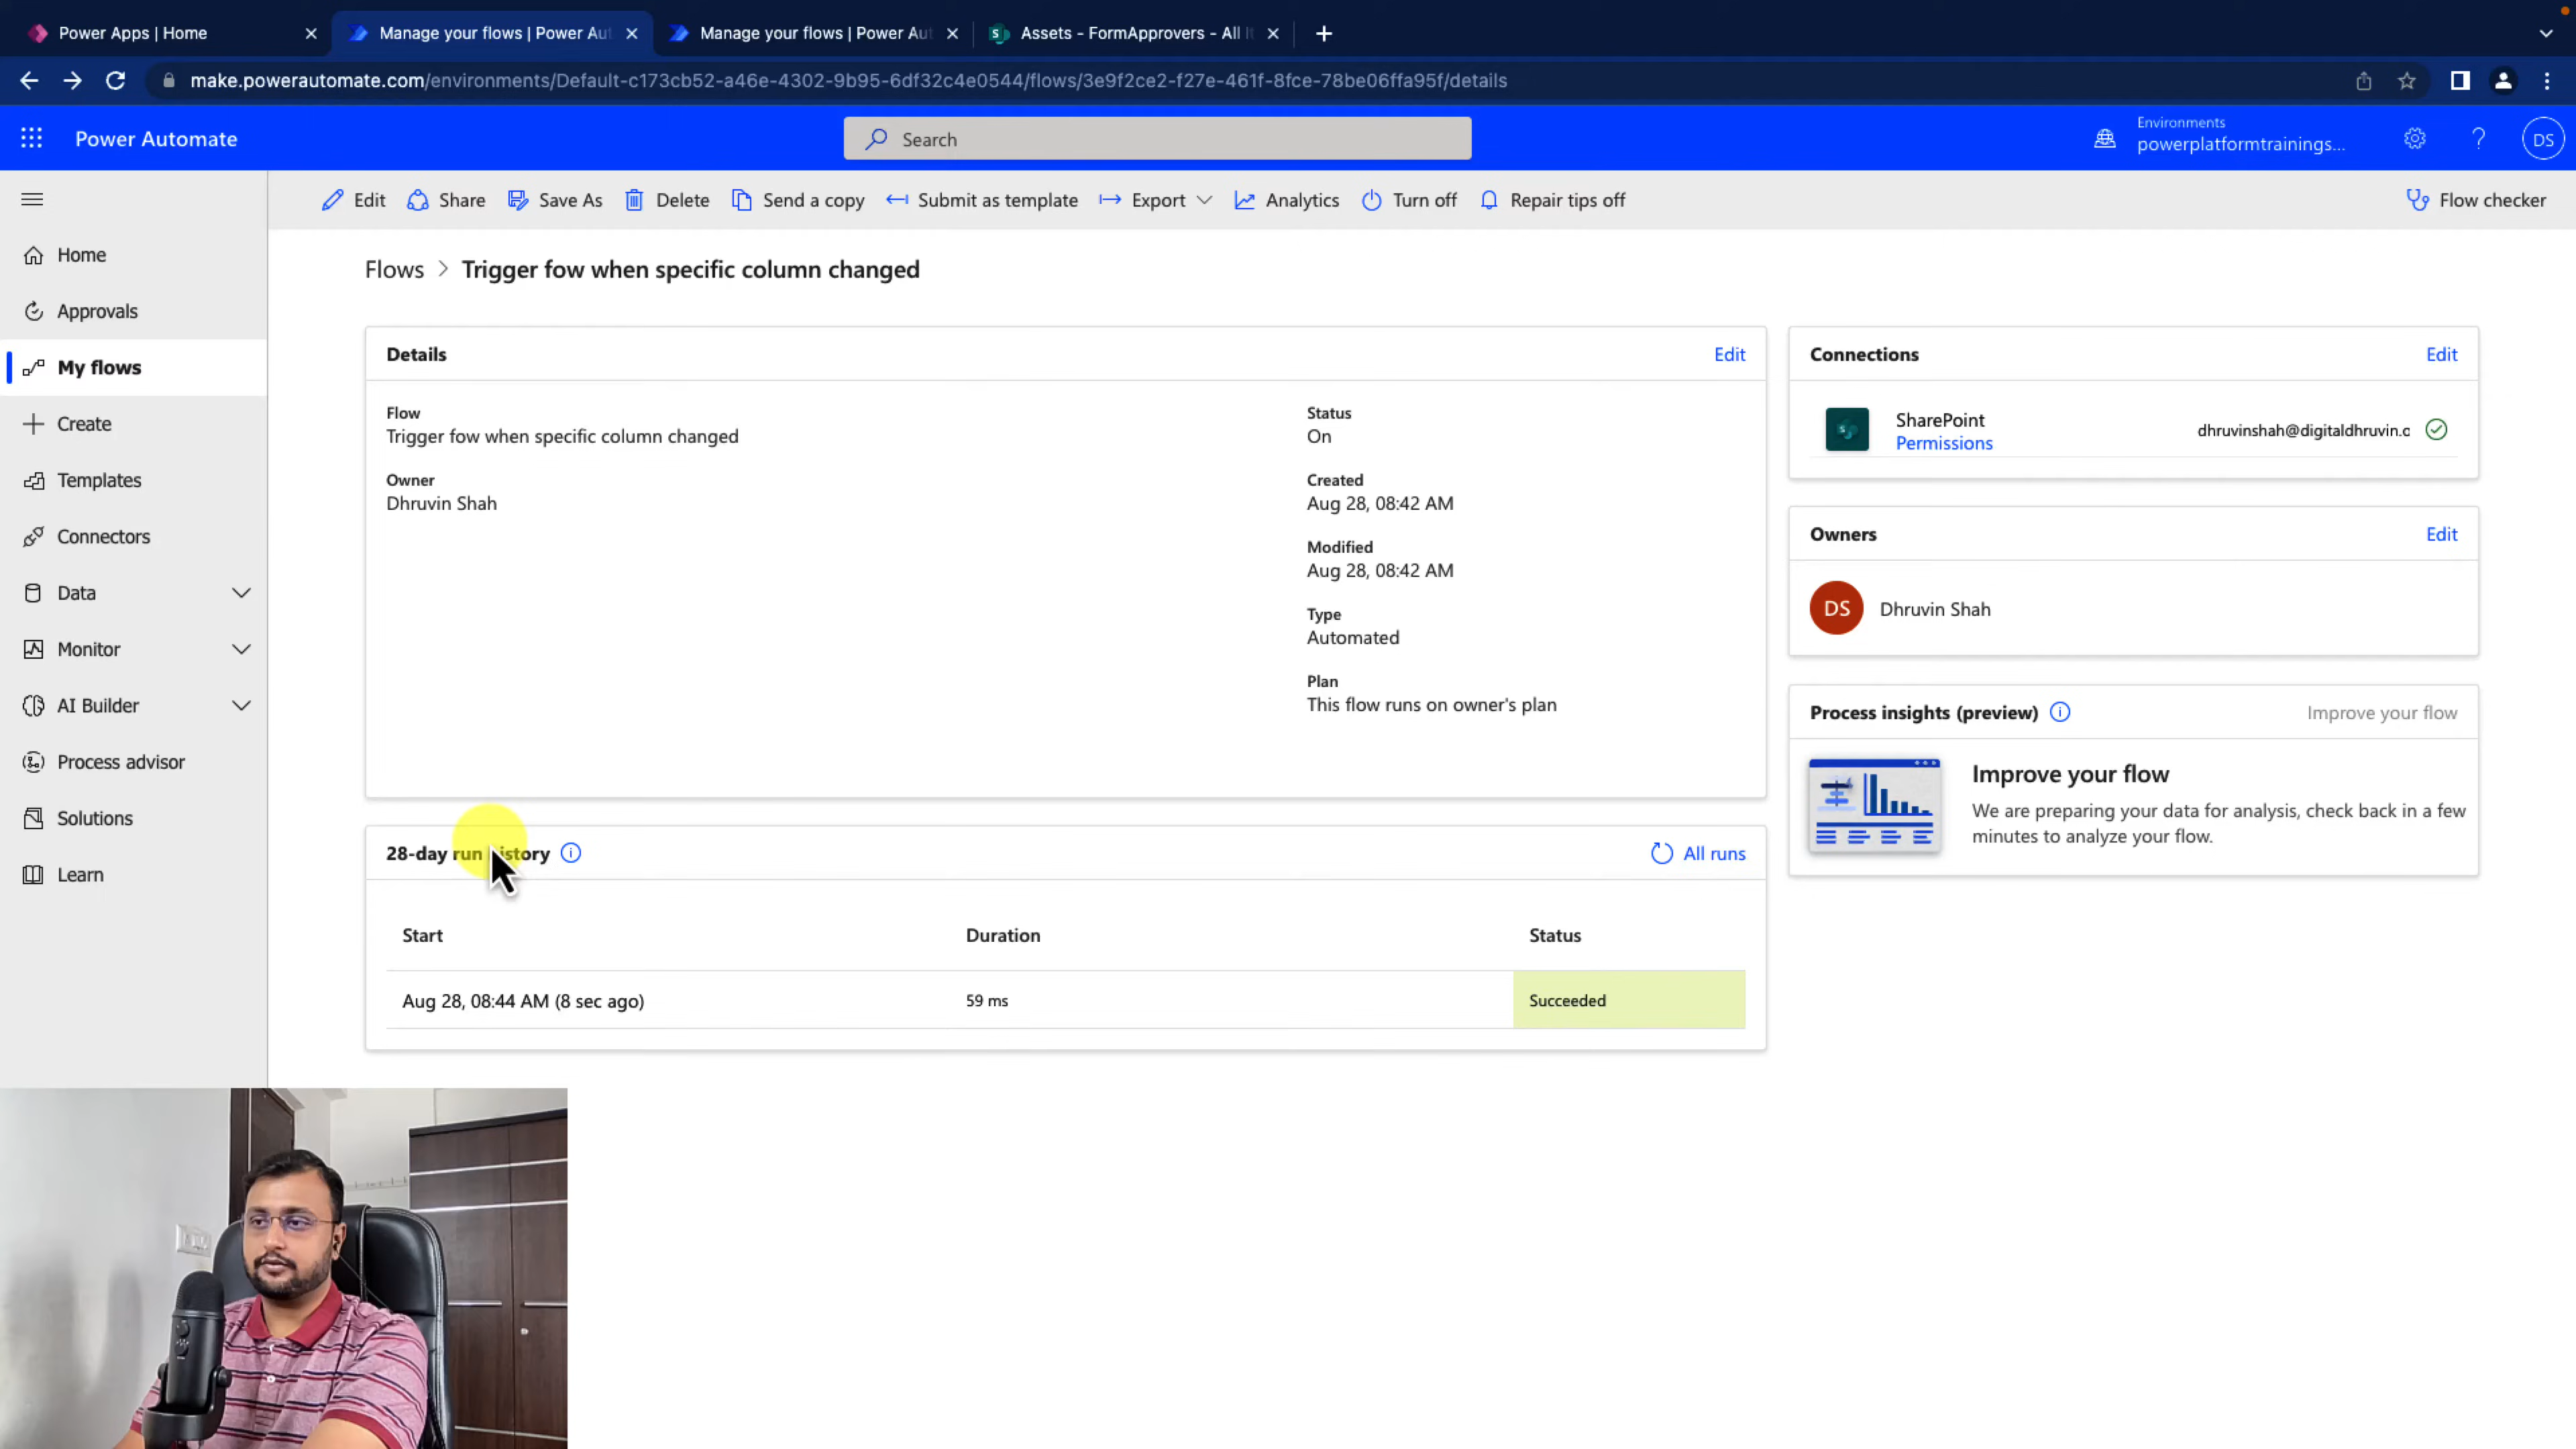 Power Apps | Home
Manage your flows | Power Aut
Manage your flows | Power Aut
Assets - FormApprovers - All It
make.powerautomate.com/environments/Default-c173cb52-a46e-4302-9b95-6df32c4e0544/flows/3e9f2ce2-f27e-461f-8fce-78be06ffa95f/details
Power Automate
Search
Environments
powerplatformtrainings...
DS
Edit
Share
Save As
Delete
Send a copy
Submit as template
Export
Analytics
Turn off
Repair tips off
Flow checker
Home
Approvals
My flows
Create
Templates
Connectors
Data
Monitor
AI Builder
Process advisor
Solutions
Learn
Flows > Trigger fow when specific column changed
Details
Edit
Flow
Trigger fow when specific column changed
Owner
Dhruvin Shah
Status
On
Created
Aug 28, 08:42 AM
Modified
Aug 28, 08:42 AM
Type
Automated
Plan
This flow runs on owner's plan
28-day run history
All runs
Start
Duration
Status
Aug 28, 08:44 AM (8 sec ago)
59 ms
Succeeded
Connections
Edit
SharePoint
Permissions
dhruvinshah@digitaldhruvin.c
Owners
Edit
DS
Dhruvin Shah
Process insights (preview)
Improve your flow
Improve your flow
We are preparing your data for analysis, check back in a few
minutes to analyze your flow.